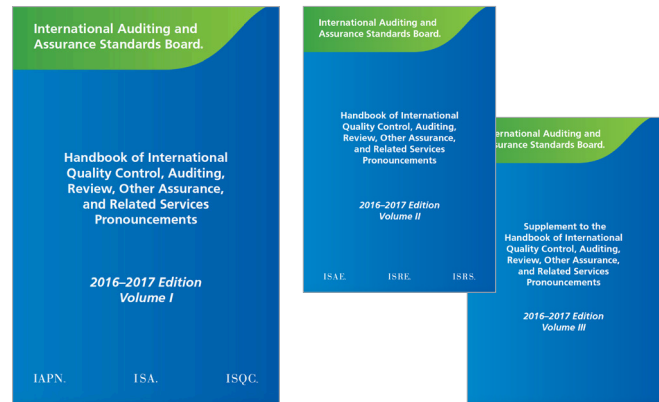 International Auditing and
Assurance Standards Board.
Handbook of International
Quality Control, Auditing,
Review, Other Assurance,
and Related Services
Pronouncements
2016–2017 Edition
Volume I
IAPN.
ISA.
ISQC.
International Auditing and
Assurance Standards Board.
Handbook of International
Quality Control, Auditing,
Review, Other Assurance,
and Related Services
Pronouncements
2016–2017 Edition
Volume II
ISAE.
ISRE.
ISRS.
ernational Auditing and
surance Standards Board.
Supplement to the
Handbook of International
Quality Control, Auditing,
Review, Other Assurance,
and Related Services
Pronouncements
2016–2017 Edition
Volume III